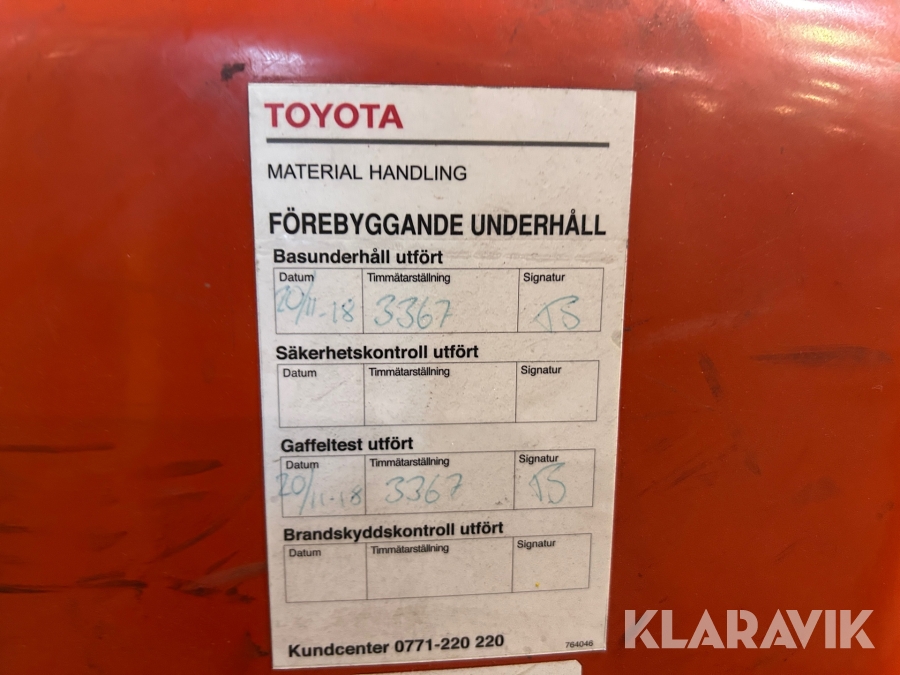 TOYOTA
MATERIAL HANDLING
FÖREBYGGANDE UNDERHÅLL
Basunderhåll utfört
Datum Timmätarställning Signatur
20/11-18 3367 TS
Säkerhetskontroll utfört
Datum Timmätarställning Signatur
Gaffeltest utfört
Datum Timmätarställning Signatur
20/11-18 3367 TS
Brandskyddskontroll utfört
Datum Timmätarställning Signatur
Kundcenter 0771-220 220 764046
KLARAVIK